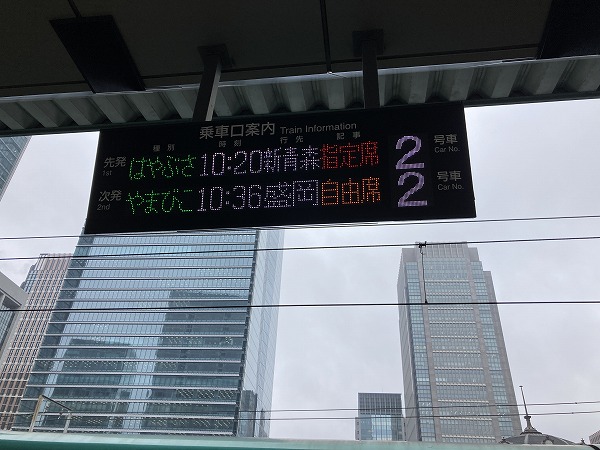 乗車口案内 Train Information
種別 時刻 行先 記事
先発 1st はやぶさ 10:20 新青森 指定席 2 号車 Car No.
次発 2nd やまびこ 10:36 盛岡 自由席 2 号車 Car No.